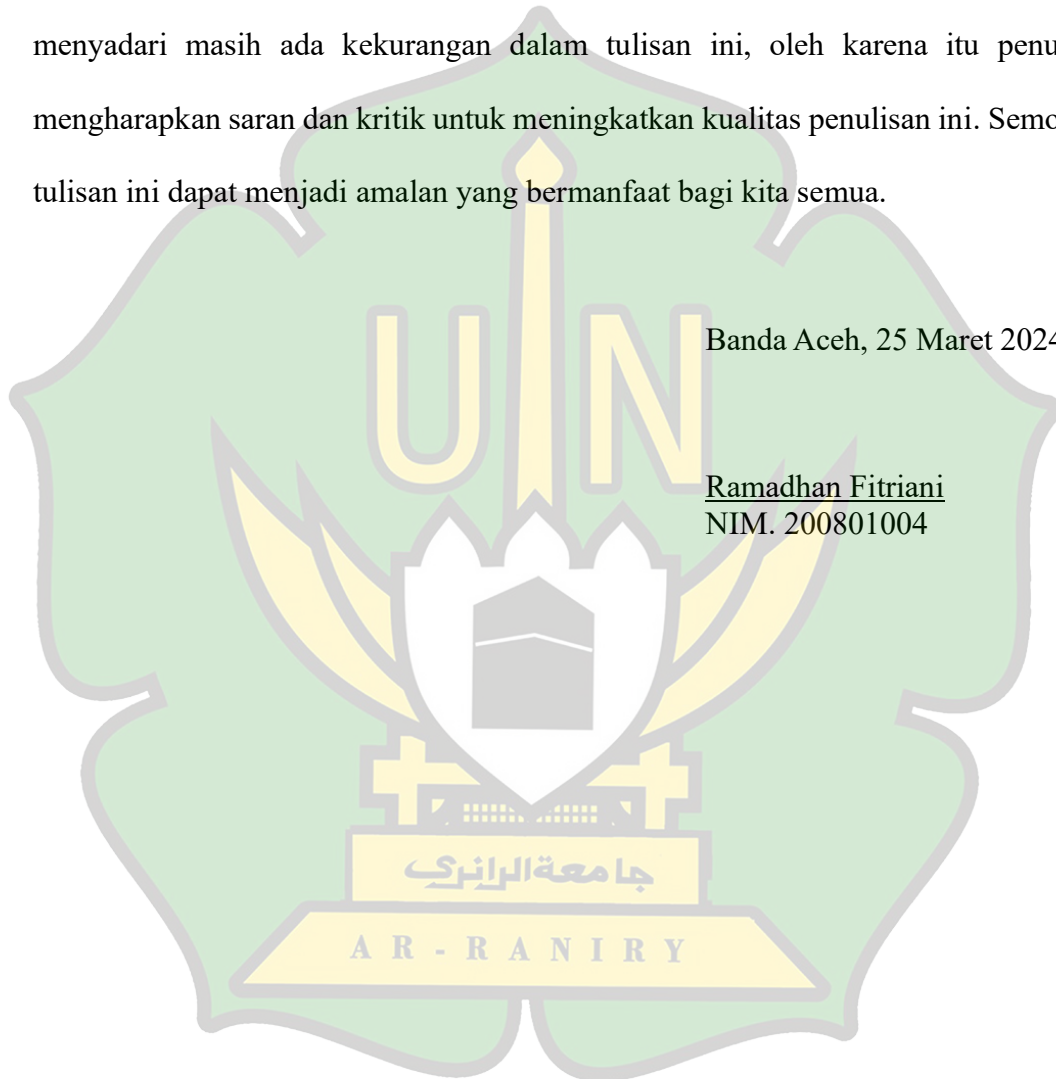 menyadari masih ada kekurangan dalam tulisan ini, oleh karena itu penu
mengharapkan saran dan kritik untuk meningkatkan kualitas penulisan ini. Semo
tulisan ini dapat menjadi amalan yang bermanfaat bagi kita semua.
Banda Aceh, 25 Maret 2024
Ramadhan Fitriani
NIM. 200801004
UIN
جامعةالرانري
AR-RANIRY